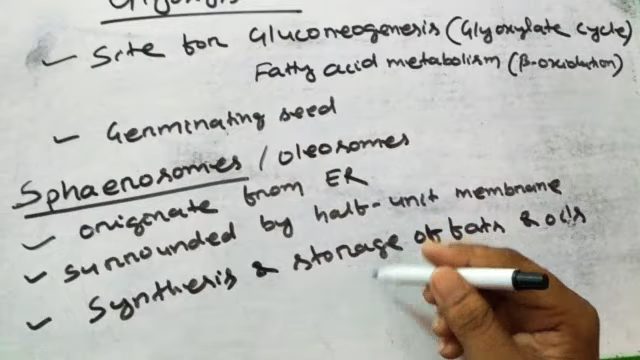 ✓ Site for Gluconeogenesis (Glyoxylate cycle)
Fatty acid metabolism (β-oxidation)
✓ Germinating seed
Sphaerosomes / oleosomes
✓ originate from ER
✓ surrounded by half-unit membrane
✓ Synthesis & storage of fats & oils